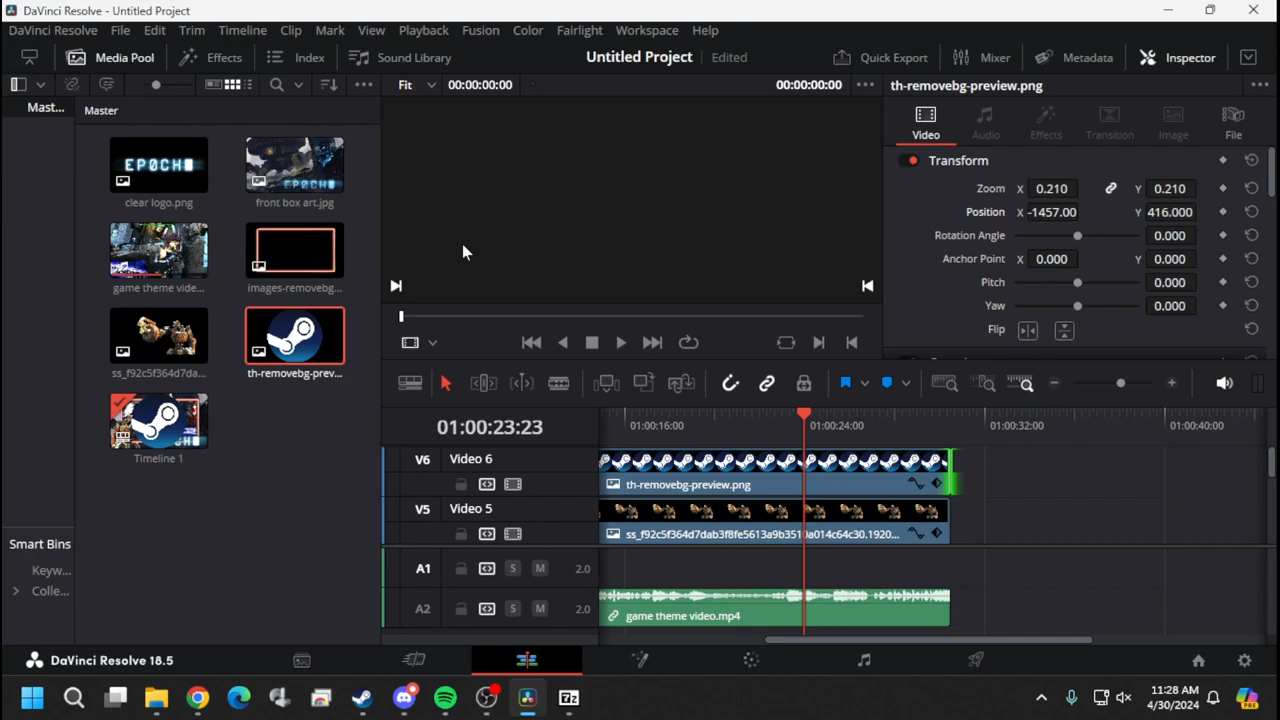 DaVinci Resolve - Untitled Project
DaVinci Resolve File Edit Trim Timeline Clip Mark View Playback Fusion Color Fairlight Workspace Help
Media Pool Effects Index Sound Library Untitled Project Edited Quick Export Mixer Metadata Inspector
Fit 00:00:00:00 00:00:00:00 th-removebg-preview.png
Mast... Master
Video Audio Effects Transition Image File
EPOCH
EPOCH
clear logo.png front box art.jpg
Transform
Zoom X 0.210 Y 0.210
Position X -1457.00 Y 416.000
Rotation Angle 0.000
Anchor Point X 0.000 Y 0.000
Pitch 0.000
Yaw 0.000
Flip
game theme vide... images-removebg...
ss_f92c5f364d7da... th-removebg-prev...
Timeline 1
01:00:23:23 01:00:16:00 01:00:24:00 01:00:32:00 01:00:40:00
V6 Video 6
th-removebg-preview.png
V5 Video 5
ss_f92c5f364d7dab3f8fe5613a9b3510a014c64c30.1920...
A1 S M 2.0
A2 S M 2.0
game theme video.mp4
Smart Bins
Keyw...
Colle...
DaVinci Resolve 18.5
7z
11:28 AM
4/30/2024
PRE